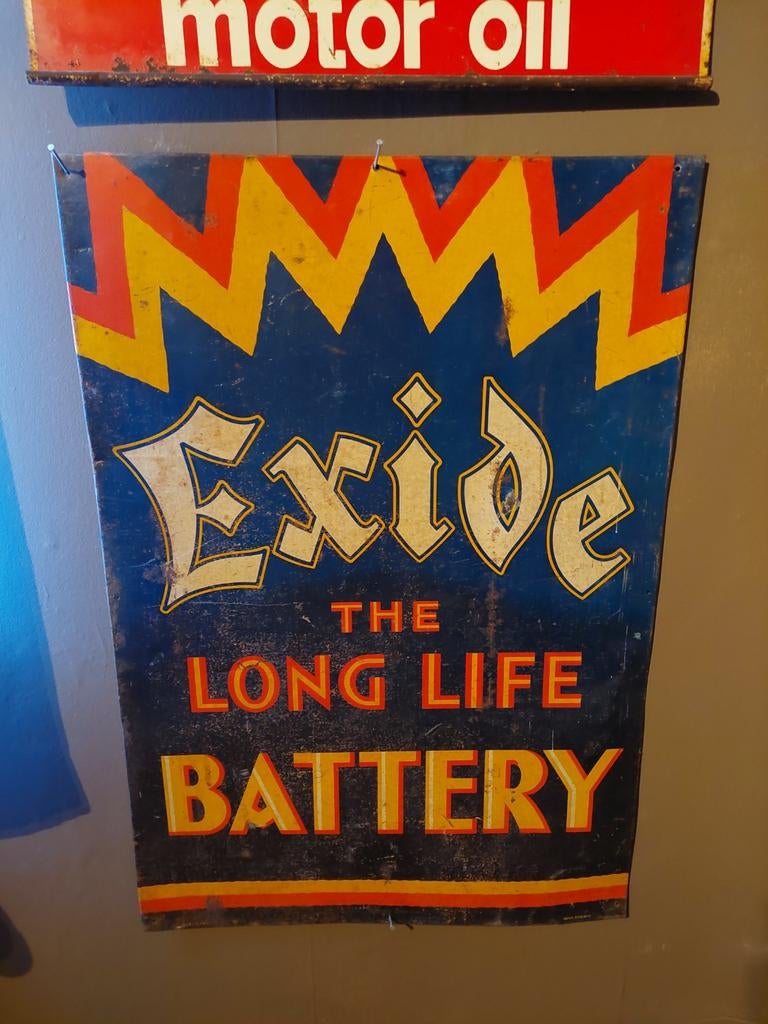 motor oil
Exide
THE
LONG LIFE
BATTERY